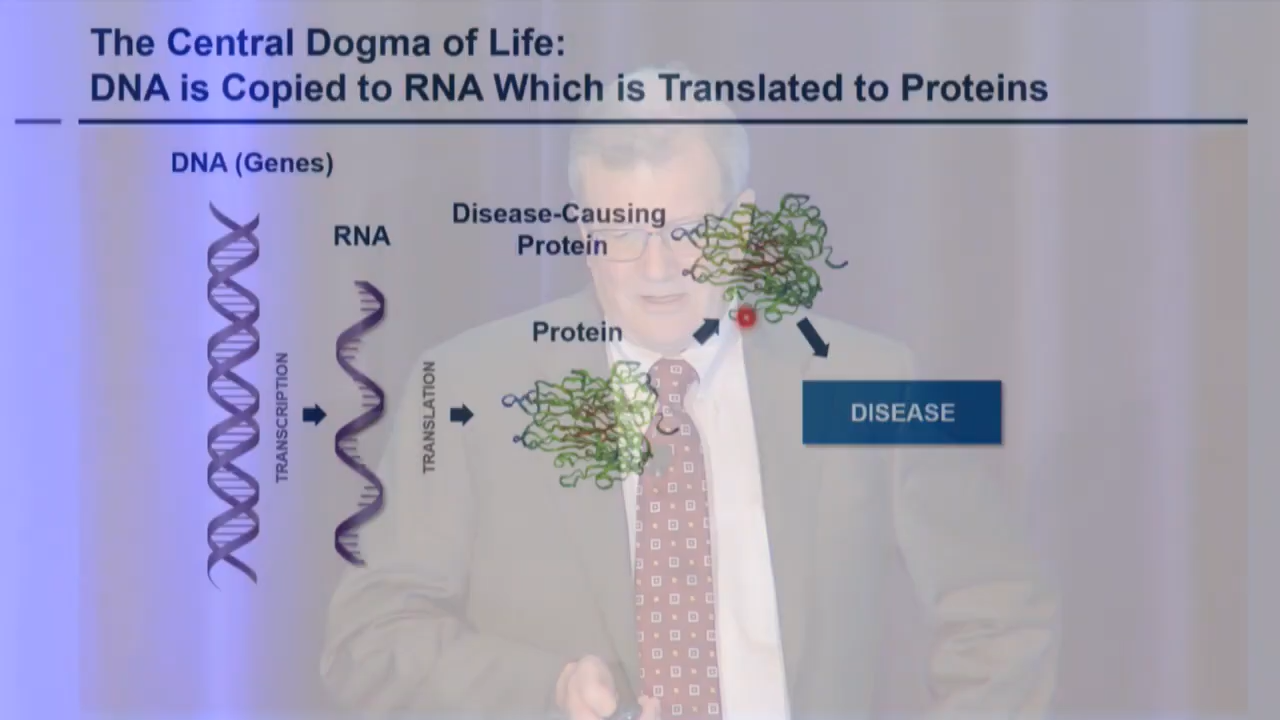 The Central Dogma of Life:
DNA is Copied to RNA Which is Translated to Proteins
DNA (Genes)
RNA
Disease-Causing
Protein
Protein
TRANSCRIPTION
TRANSLATION
DISEASE